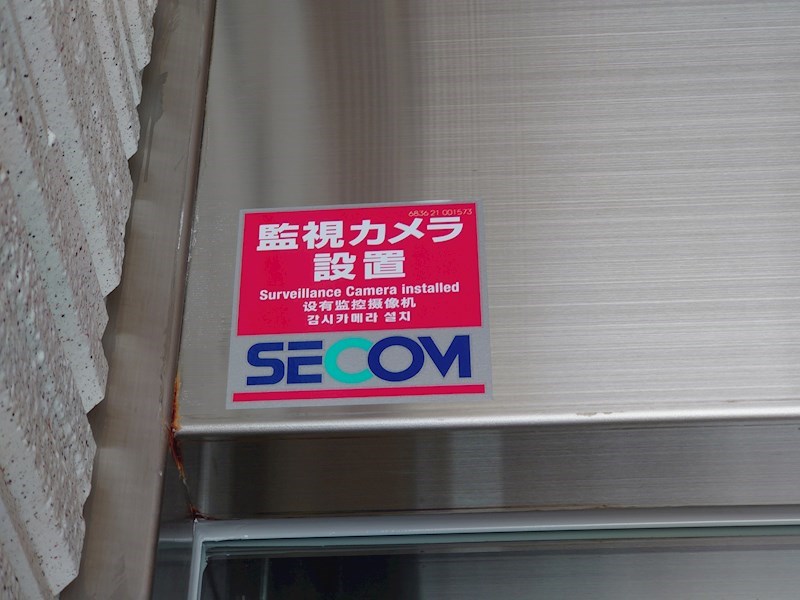 6836 21 001573
監視カメラ
設置
Surveillance Camera installed
设有监控摄像机
감시카메라 설치
SECOM